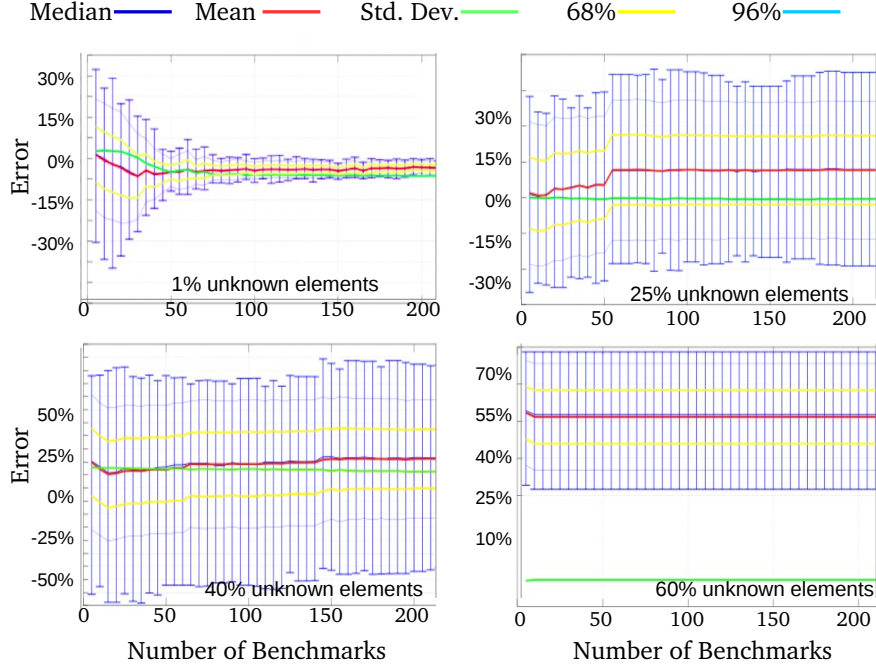 Median Mean Std. Dev. 68% 96%
Error
30%
15%
0%
-15%
-30%
1% unknown elements
0 50 100 150 200
30%
15%
0%
-15%
-30%
25% unknown elements
0 50 100 150 200
Error
50%
25%
0%
-25%
-50%
40% unknown elements
0 50 100 150 200
Number of Benchmarks
70%
55%
40%
25%
10%
60% unknown elements
0 50 100 150 200
Number of Benchmarks